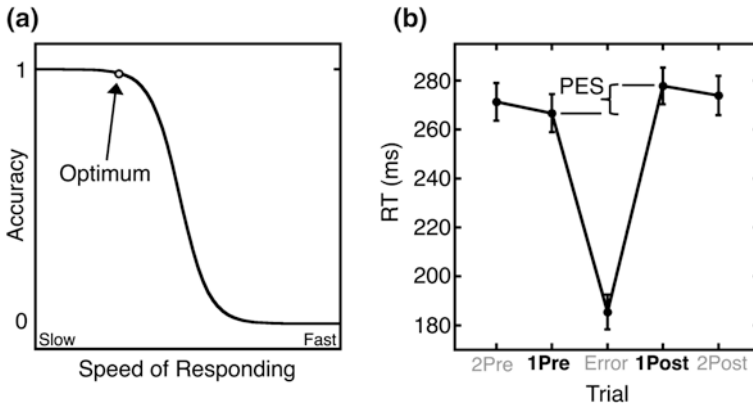 (a)
1
Optimum
Accuracy
0
Slow
Fast
Speed of Responding
(b)
280
260
240
220
200
180
RT (ms)
PES
2Pre 1Pre Error 1Post 2Post
Trial